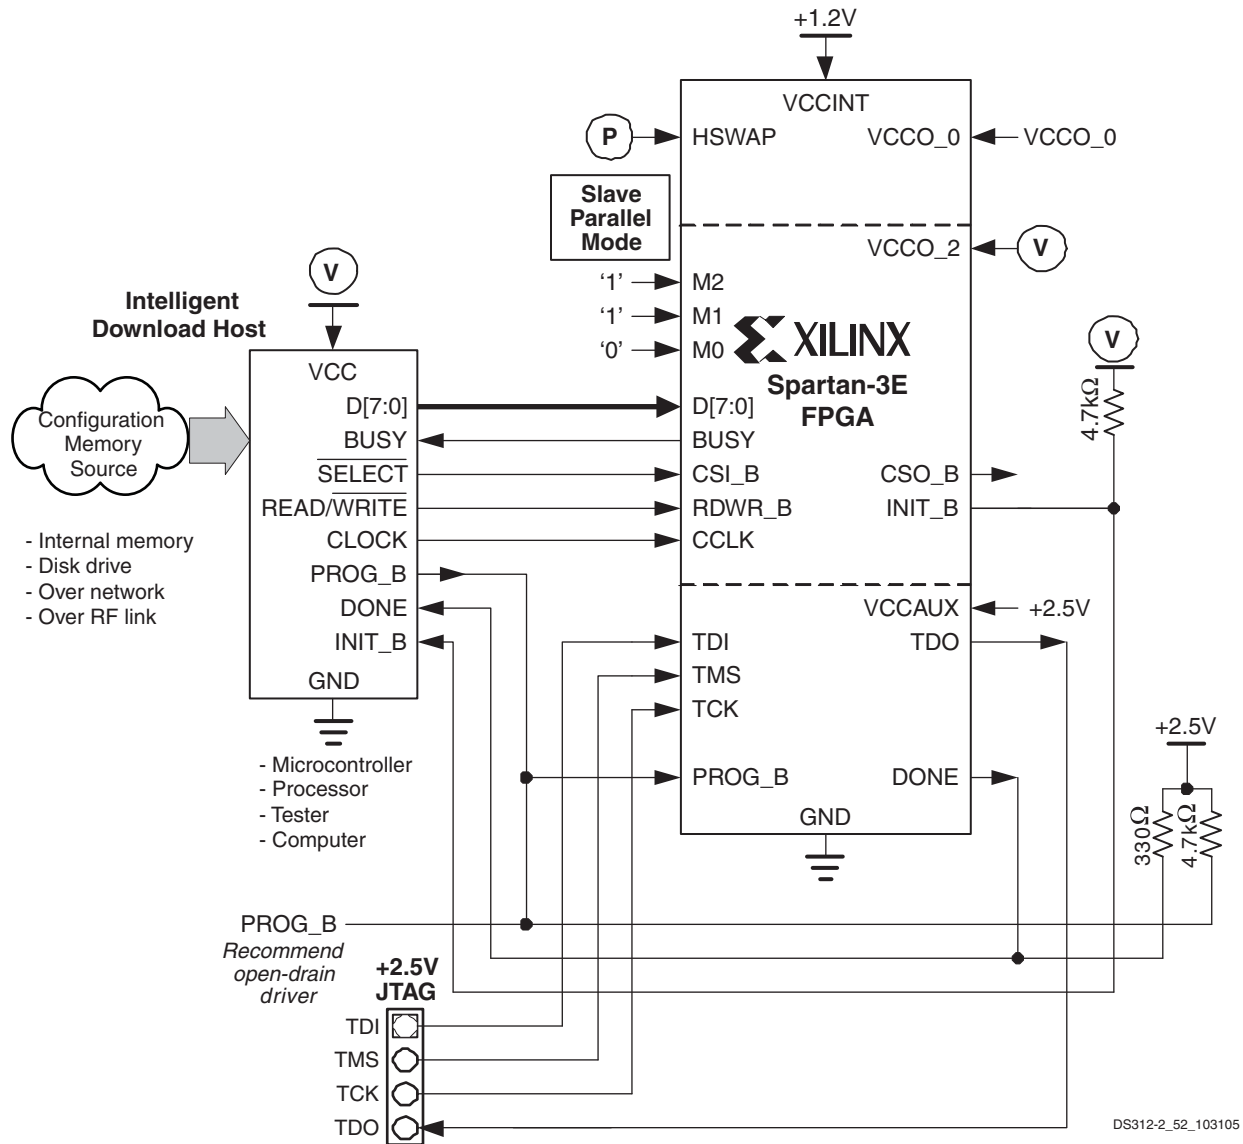 +1.2V
VCCINT
P
HSWAP
VCCO_0
VCCO_0
Slave
Parallel
Mode
VCCO_2
V
V
Intelligent
Download Host
'1'
M2
'1'
M1
'0'
M0
XILINX
Spartan-3E
FPGA
V
4.7kΩ
VCC
Configuration
Memory
Source
D[7:0]
D[7:0]
BUSY
BUSY
SELECT
CSI_B
CSO_B
READ/WRITE
RDWR_B
INIT_B
CLOCK
CCLK
PROG_B
DONE
INIT_B
GND
- Internal memory
- Disk drive
- Over network
- Over RF link
VCCAUX
+2.5V
TDI
TDO
TMS
TCK
PROG_B
DONE
GND
+2.5V
330Ω
4.7kΩ
- Microcontroller
- Processor
- Tester
- Computer
PROG_B
Recommend
open-drain
driver
+2.5V
JTAG
TDI
TMS
TCK
TDO
DS312-2_52_103105